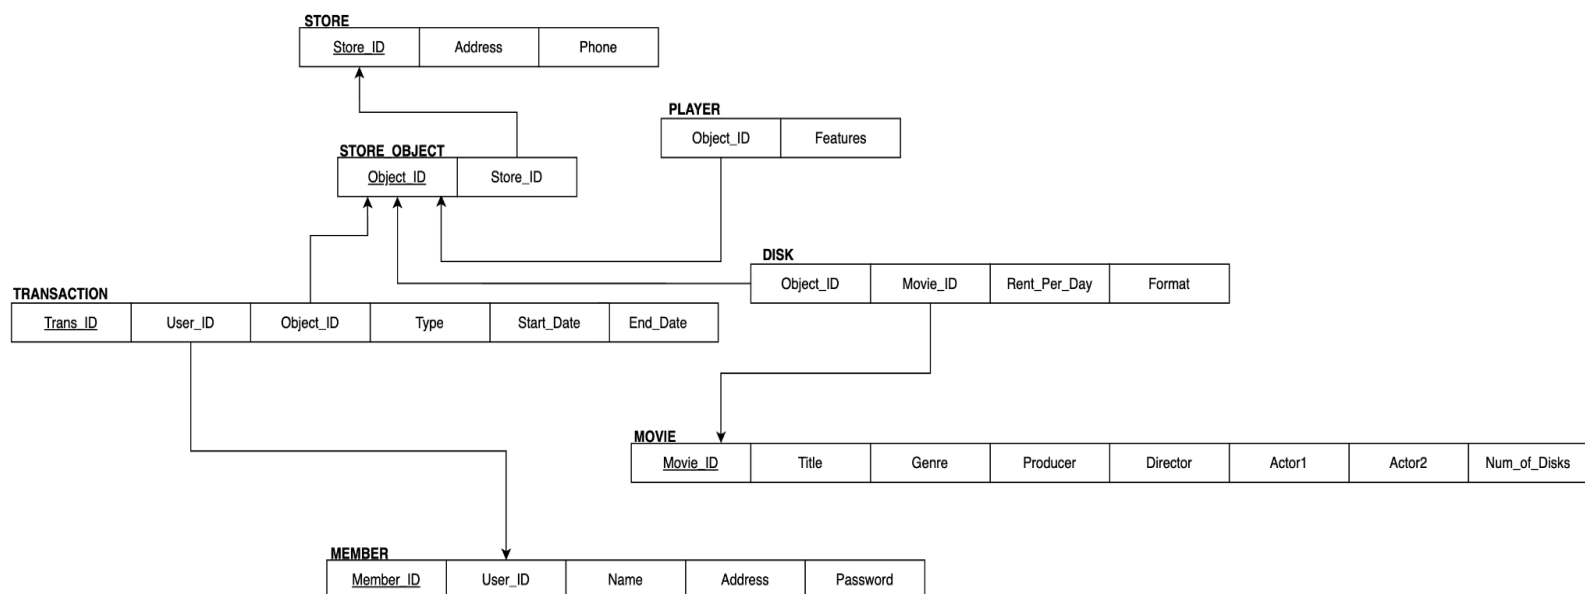 STORE
Store_ID Address Phone
PLAYER
Object_ID Features
STORE_OBJECT
Object_ID Store_ID
DISK
Object_ID Movie_ID Rent_Per_Day Format
TRANSACTION
Trans_ID User_ID Object_ID Type Start_Date End_Date
MOVIE
Movie_ID Title Genre Producer Director Actor1 Actor2 Num_of_Disks
MEMBER
Member_ID User_ID Name Address Password